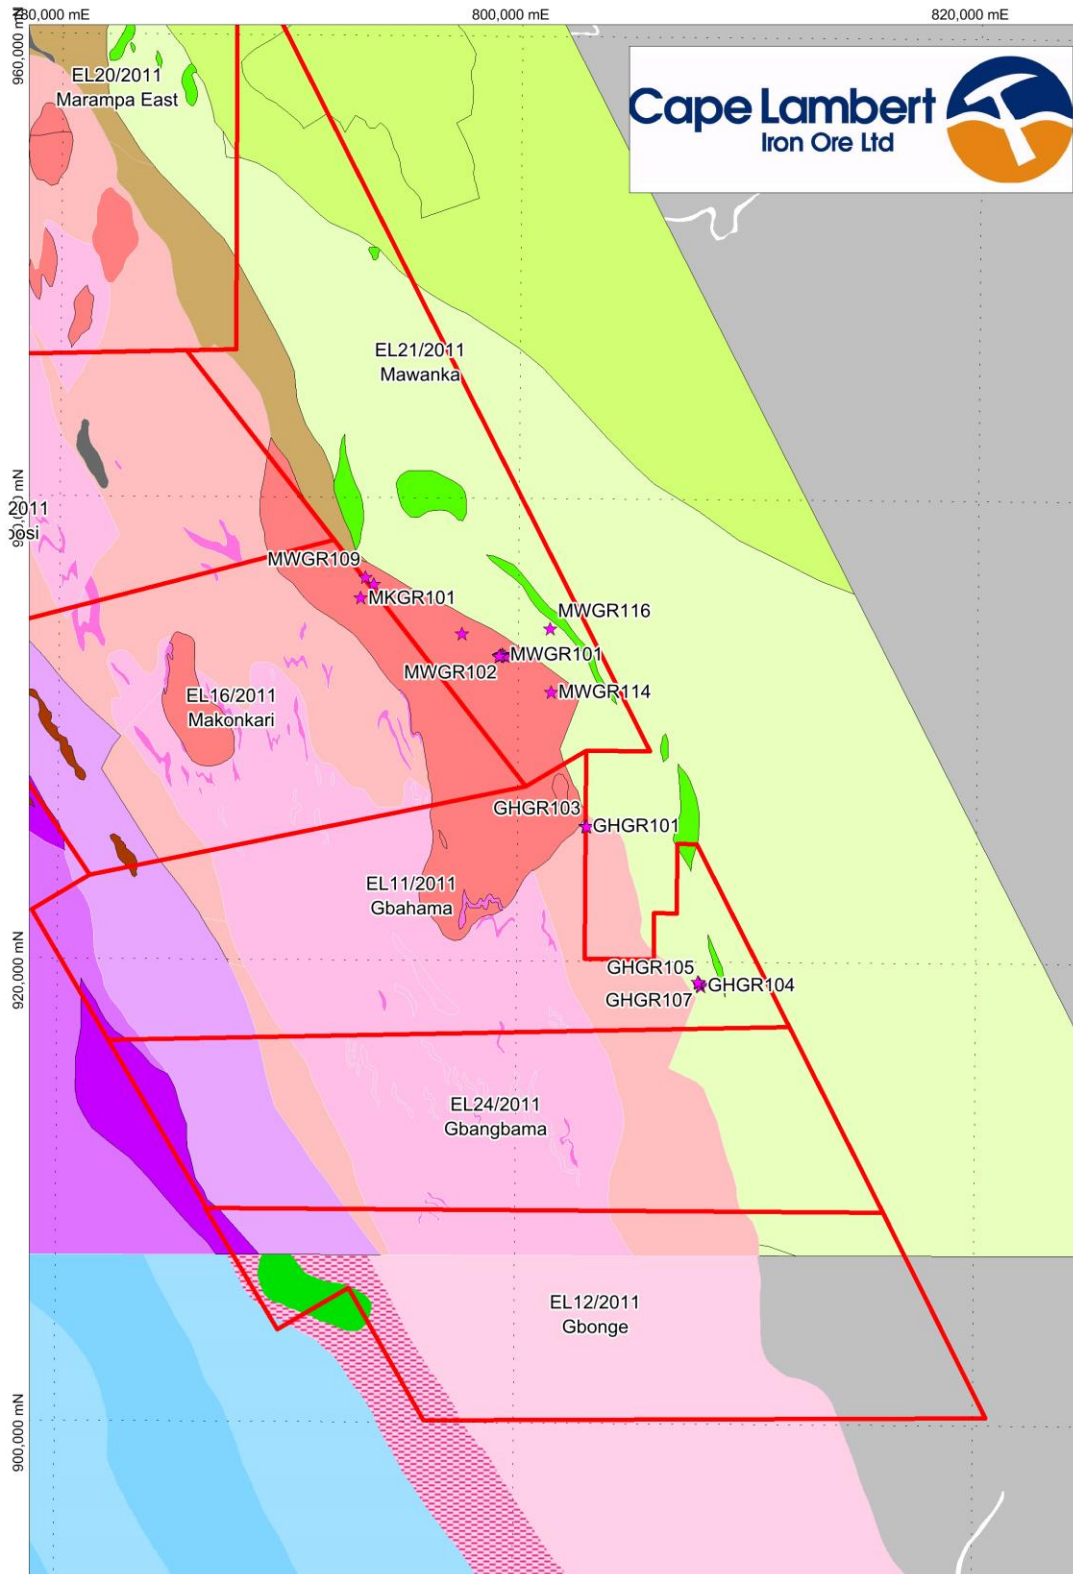 780,000 mE
800,000 mE
820,000 mE
960,000 mN
EL20/2011
Marampa East
Cape Lambert
Iron Ore Ltd
EL21/2011
Mawanka
2011
MWGR109
MKGR101
MWGR116
MWGR101
MWGR102
MWGR114
EL16/2011
Makonkari
GHGR103
GHGR101
EL11/2011
Gbahama
920,000 mN
GHGR105
GHGR104
GHGR107
EL24/2011
Gbangbama
EL12/2011
Gbonge
900,000 mN